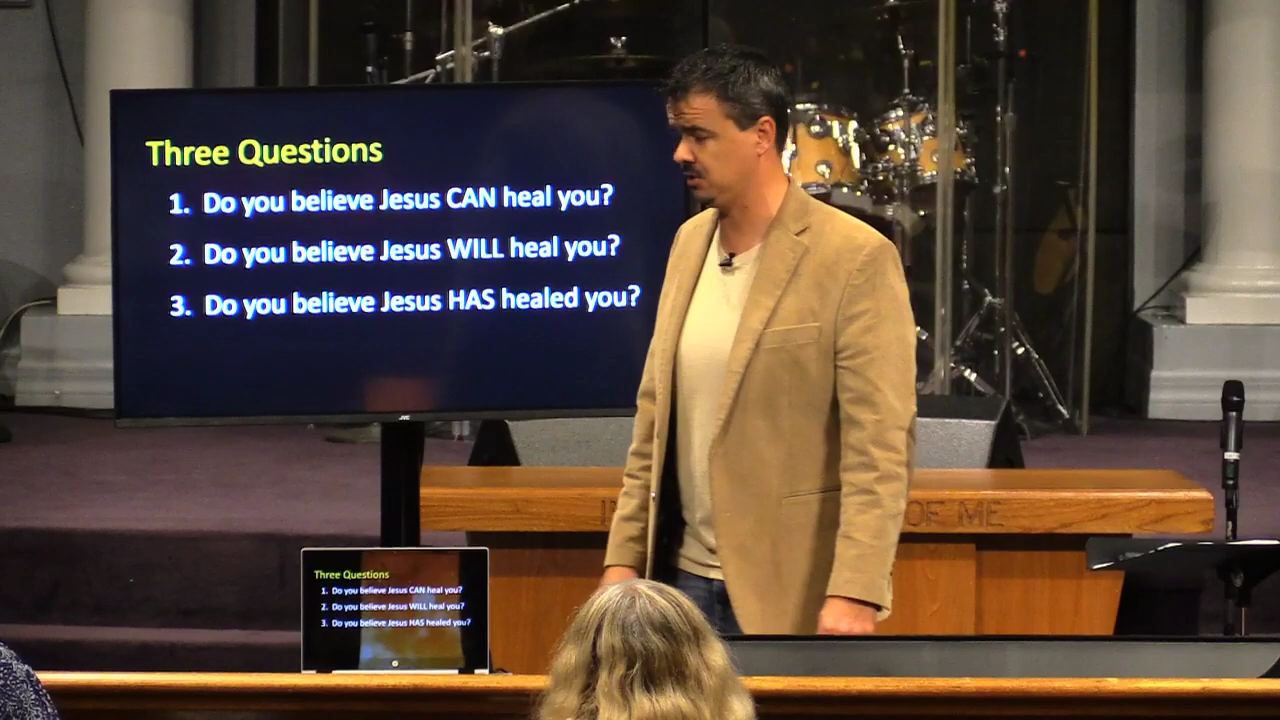 Three Questions
1. Do you believe Jesus CAN heal you?
2. Do you believe Jesus WILL heal you?
3. Do you believe Jesus HAS healed you?
JVC
OF ME
Three Questions
1. Do you believe Jesus CAN heal you?
2. Do you believe Jesus WILL heal you?
3. Do you believe Jesus HAS healed you?